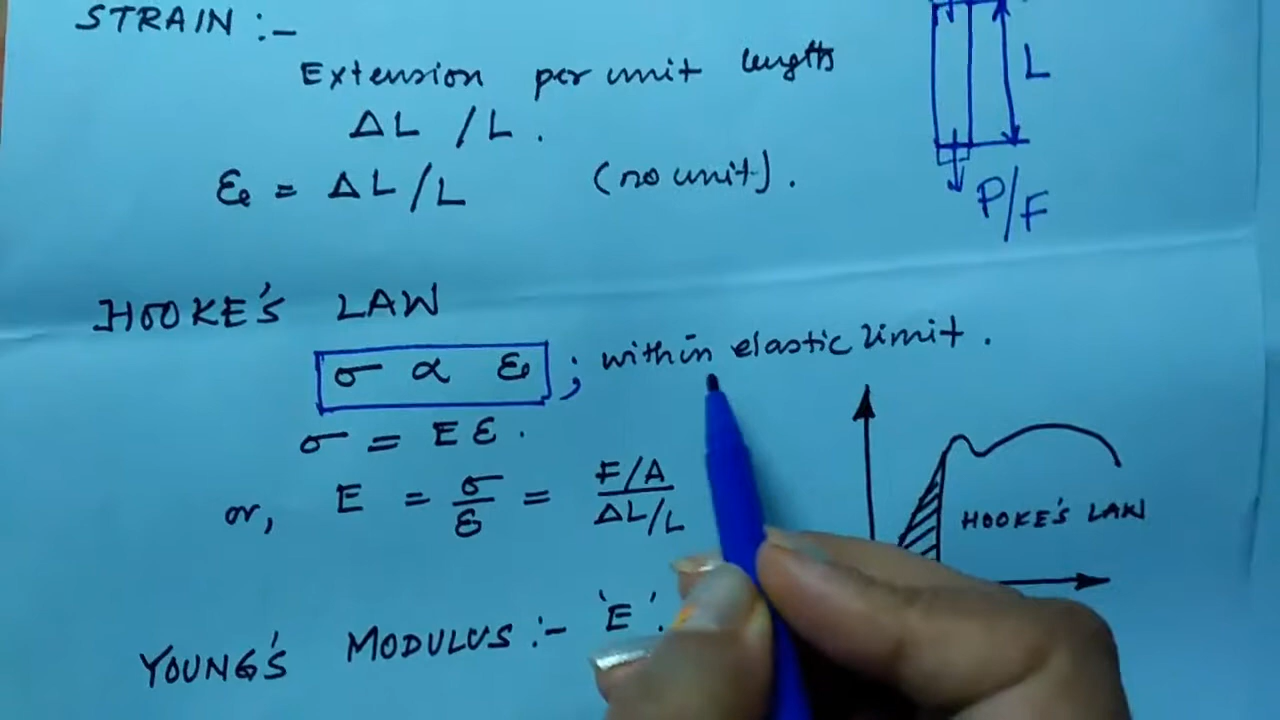 STRAIN :-
Extension per unit length
ΔL / L .
ε = ΔL/L (no unit).
L
P/F
HOOKE'S LAW
σ ∝ ε ; within elastic limit .
σ = E ε .
or, E = σ/ε = F/A / ΔL/L
HOOKE'S LAW
YOUNG'S MODULUS :- 'E'.